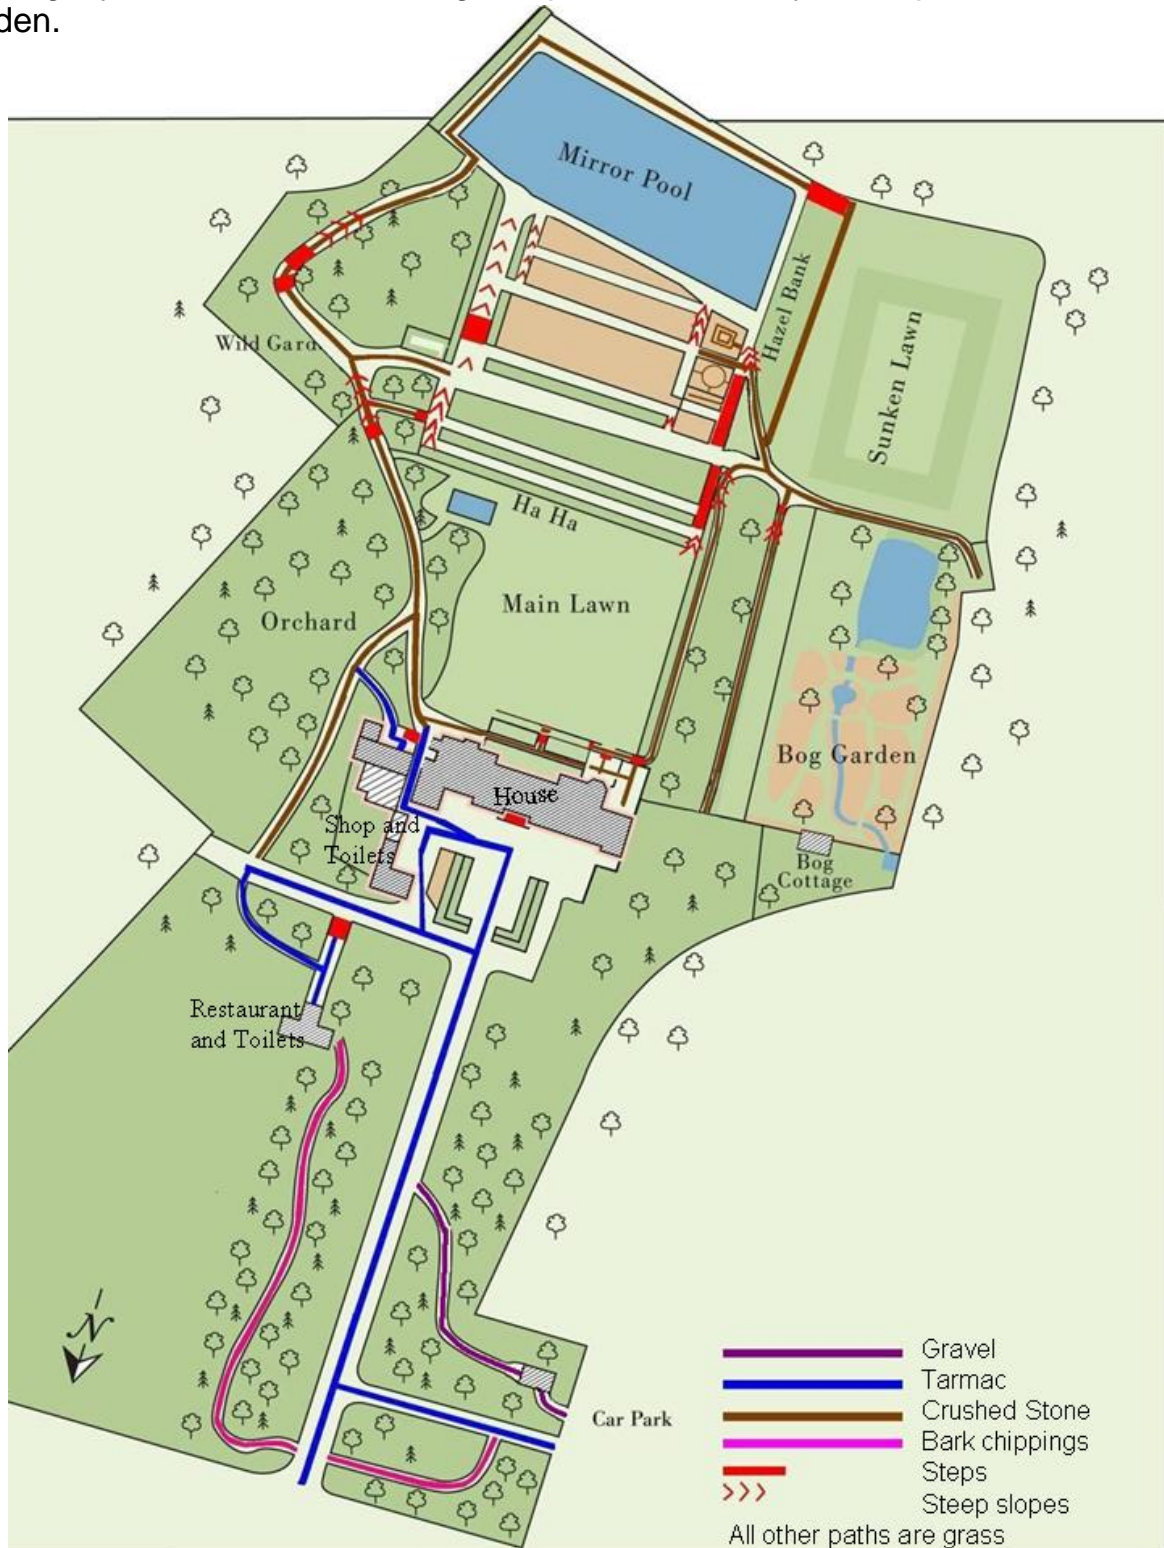 den.
Mirror Pool
Hazel Bank
Wild Gard
Sunken Lawn
Ha Ha
Main Lawn
Orchard
Bog Garden
House
Shop and
Toilets
Bog
Cottage
Restaurant
and Toilets
N
Car Park
Gravel
Tarmac
Crushed Stone
Bark chippings
Steps
Steep slopes
All other paths are grass